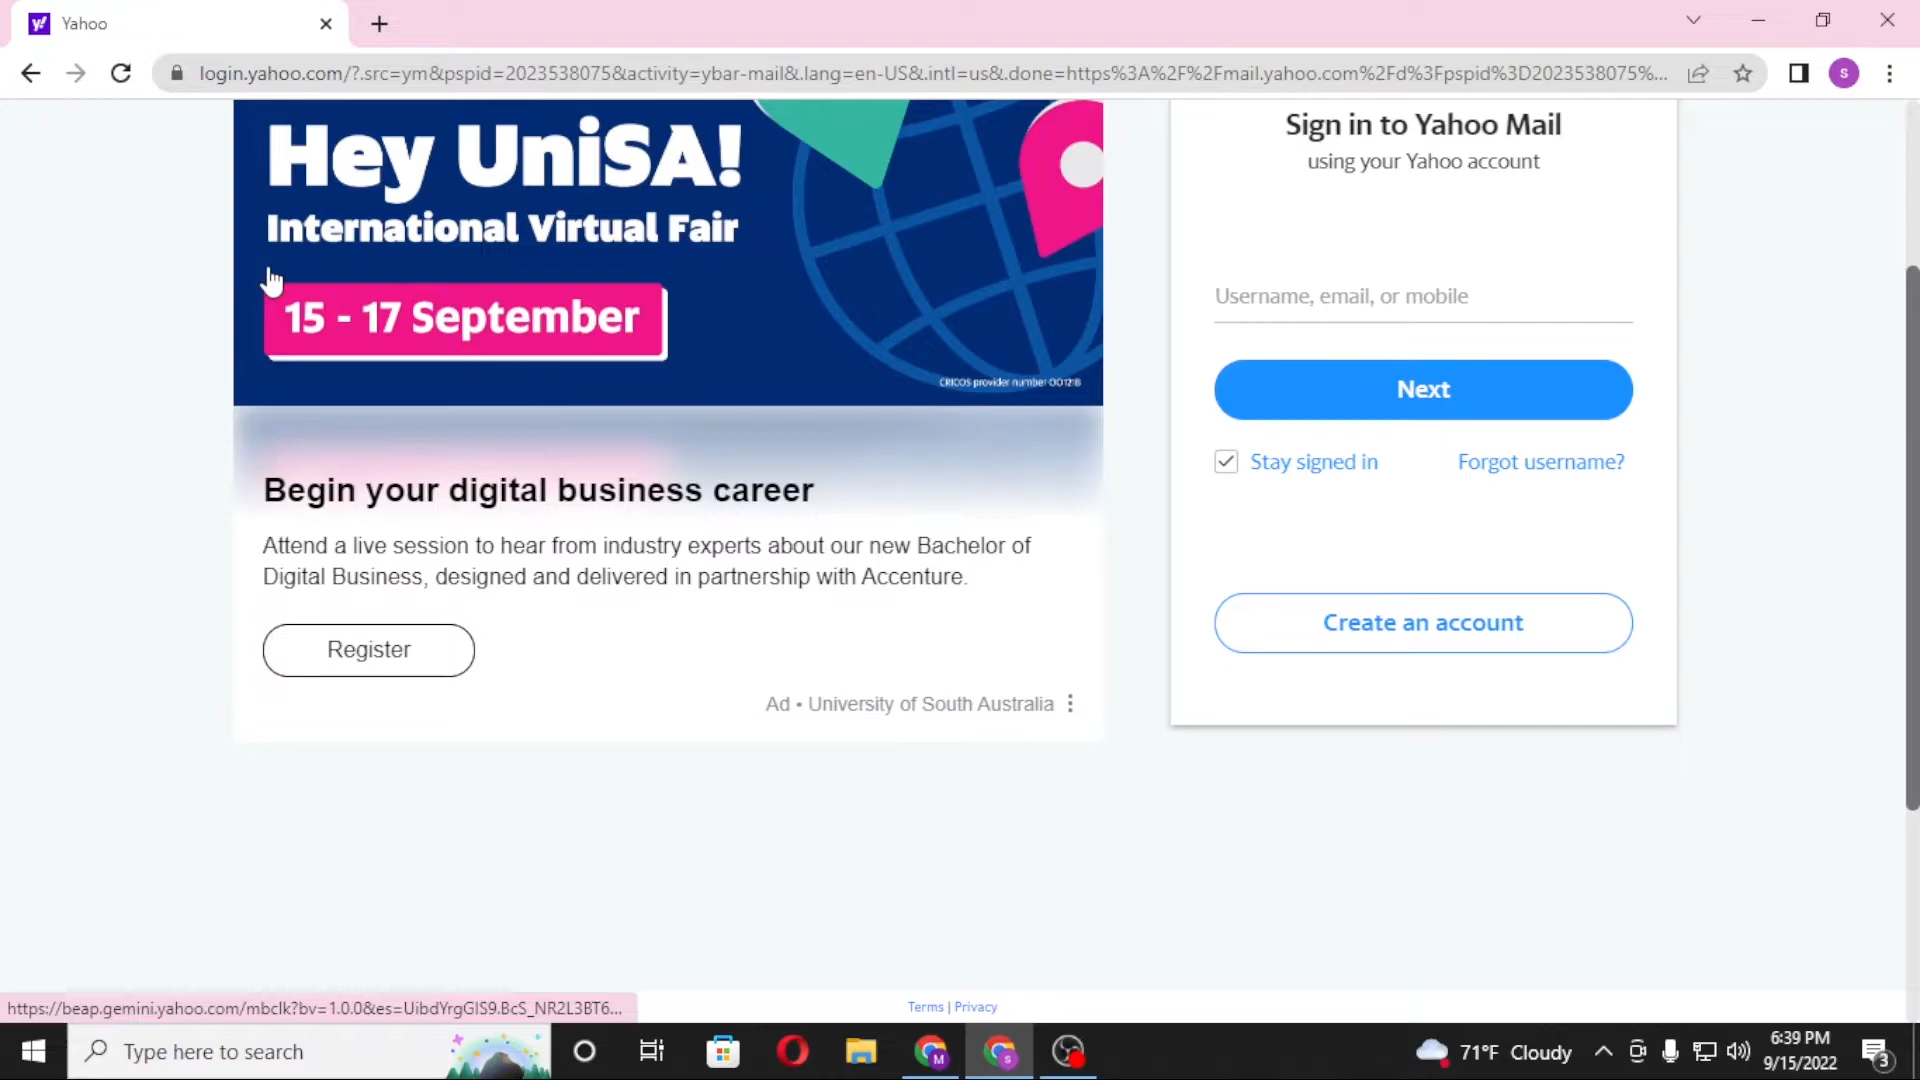 Yahoo
login.yahoo.com/?.src=ym&pspid=2023538075&activity=ybar-mail&.lang=en-US&.intl=us&.done=https%3A%2F%2Fmail.yahoo.com%2Fd%3Fpspid%3D2023538075%...
S
Hey UniSA!
International Virtual Fair
15 - 17 September
CRICOS provider number 00121B
Begin your digital business career
Attend a live session to hear from industry experts about our new Bachelor of
Digital Business, designed and delivered in partnership with Accenture.
Register
Ad • University of South Australia
Sign in to Yahoo Mail
using your Yahoo account
Username, email, or mobile
Next
Stay signed in
Forgot username?
Create an account
https://beap.gemini.yahoo.com/mbclk?bv=1.0.0&es=UibdYrgGIS9.BcS_NR2L3BT6...
Terms | Privacy
Type here to search
M
S
71°F Cloudy
6:39 PM
9/15/2022
3